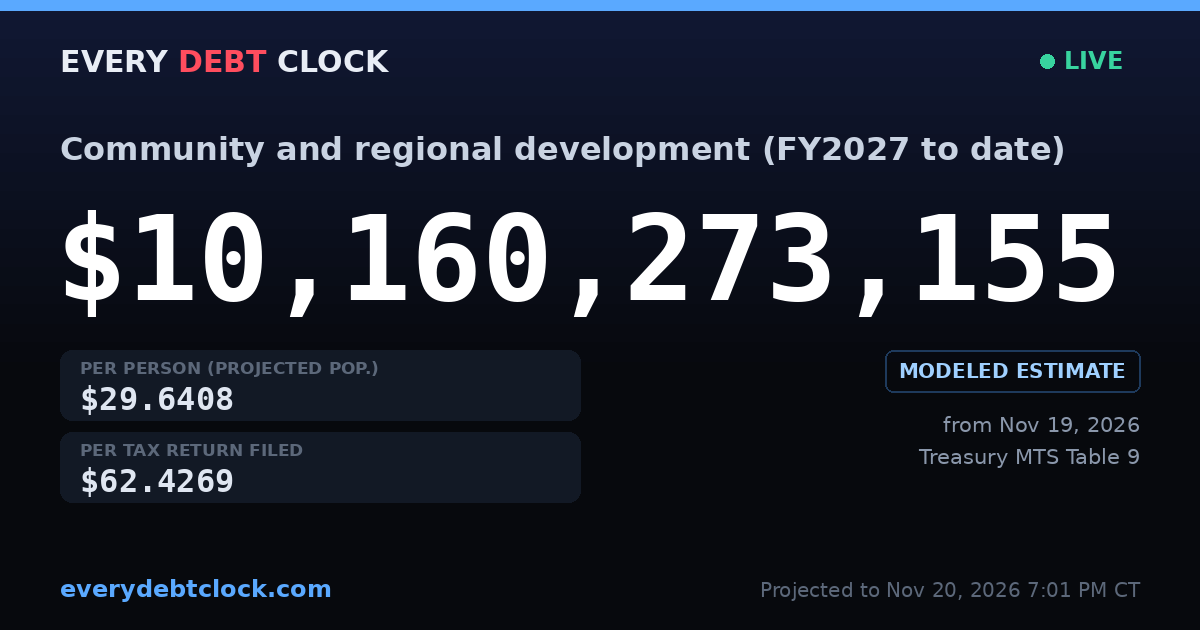 EVERY DEBT CLOCK
LIVE
Community and regional development (FY2027 to date)
$10,160,273,155
PER PERSON (PROJECTED POP.)
$29.6408
PER TAX RETURN FILED
$62.4269
MODELED ESTIMATE
from Nov 19, 2026
Treasury MTS Table 9
everydebtclock.com
Projected to Nov 20, 2026 7:01 PM CT